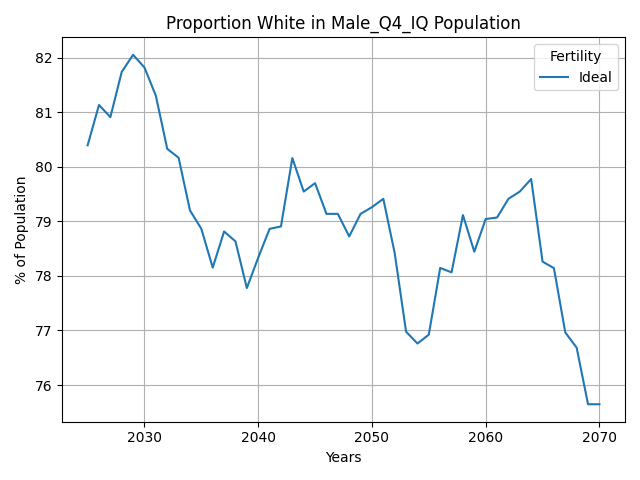 Proportion White in Male_Q4_IQ Population
Fertility
Ideal
82
81
80
79
78
77
76
% of Population
2030 2040 2050 2060 2070
Years